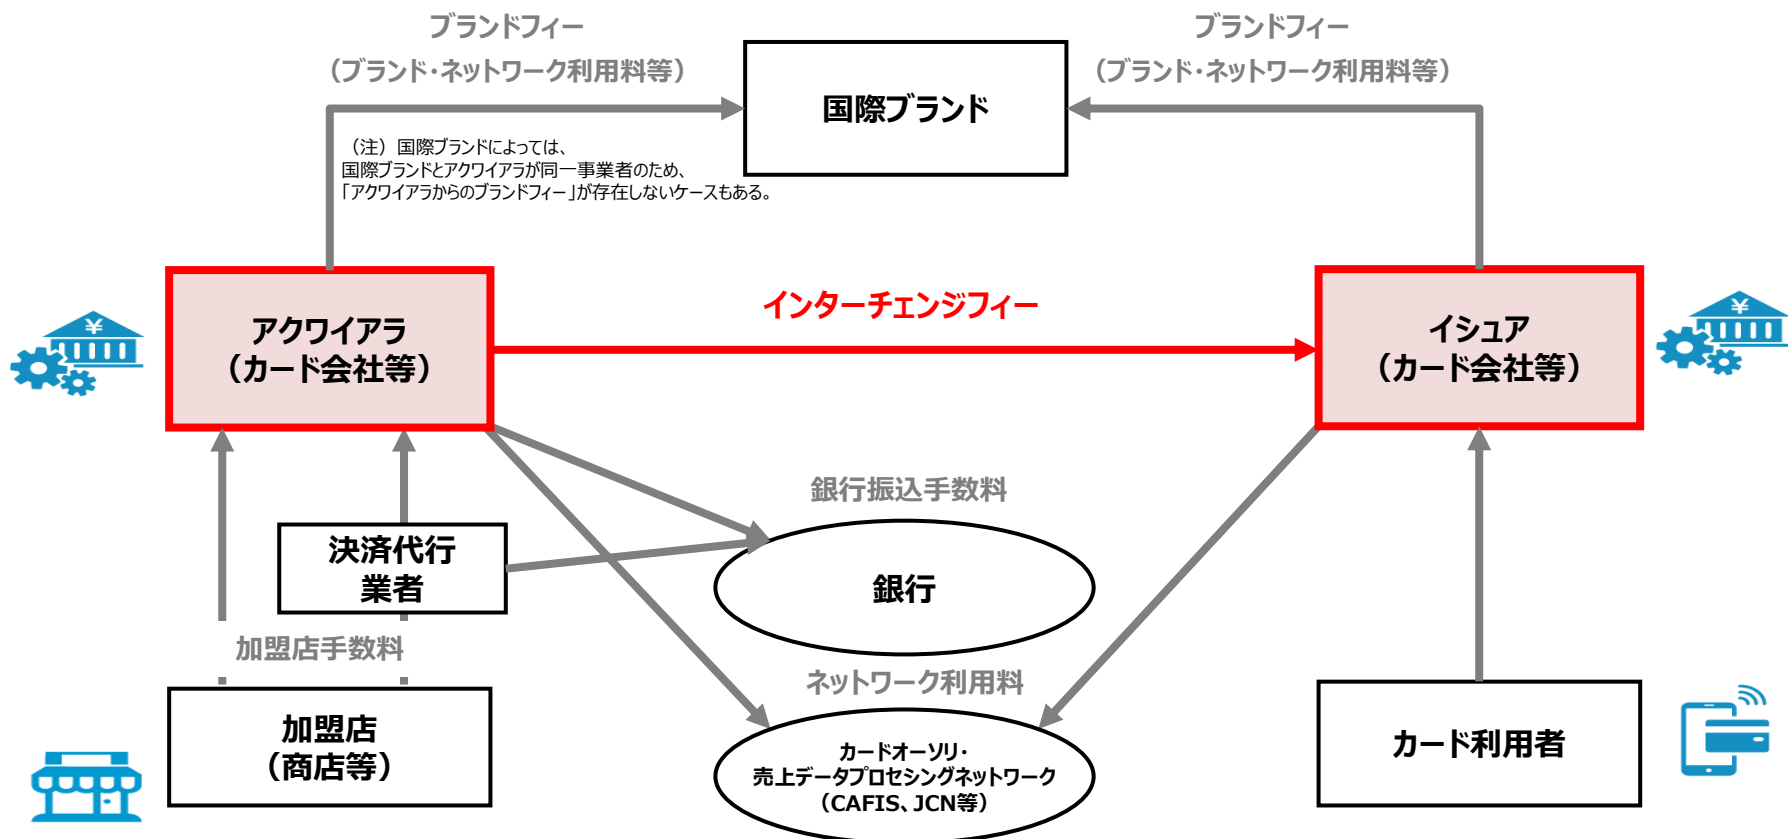 ブランドフィー
（ブランド・ネットワーク利用料等）
ブランドフィー
（ブランド・ネットワーク利用料等）
国際ブランド
（注）国際ブランドによっては、
国際ブランドとアクワイアラが同一事業者のため、
「アクワイアラからのブランドフィー」が存在しないケースもある。
アクワイアラ
（カード会社等）
インターチェンジフィー
イシュア
（カード会社等）
¥
¥
銀行振込手数料
決済代行
業者
銀行
加盟店手数料
ネットワーク利用料
加盟店
（商店等）
カードオーソリ・
売上データプロセシングネットワーク
（CAFIS、JCN等）
カード利用者